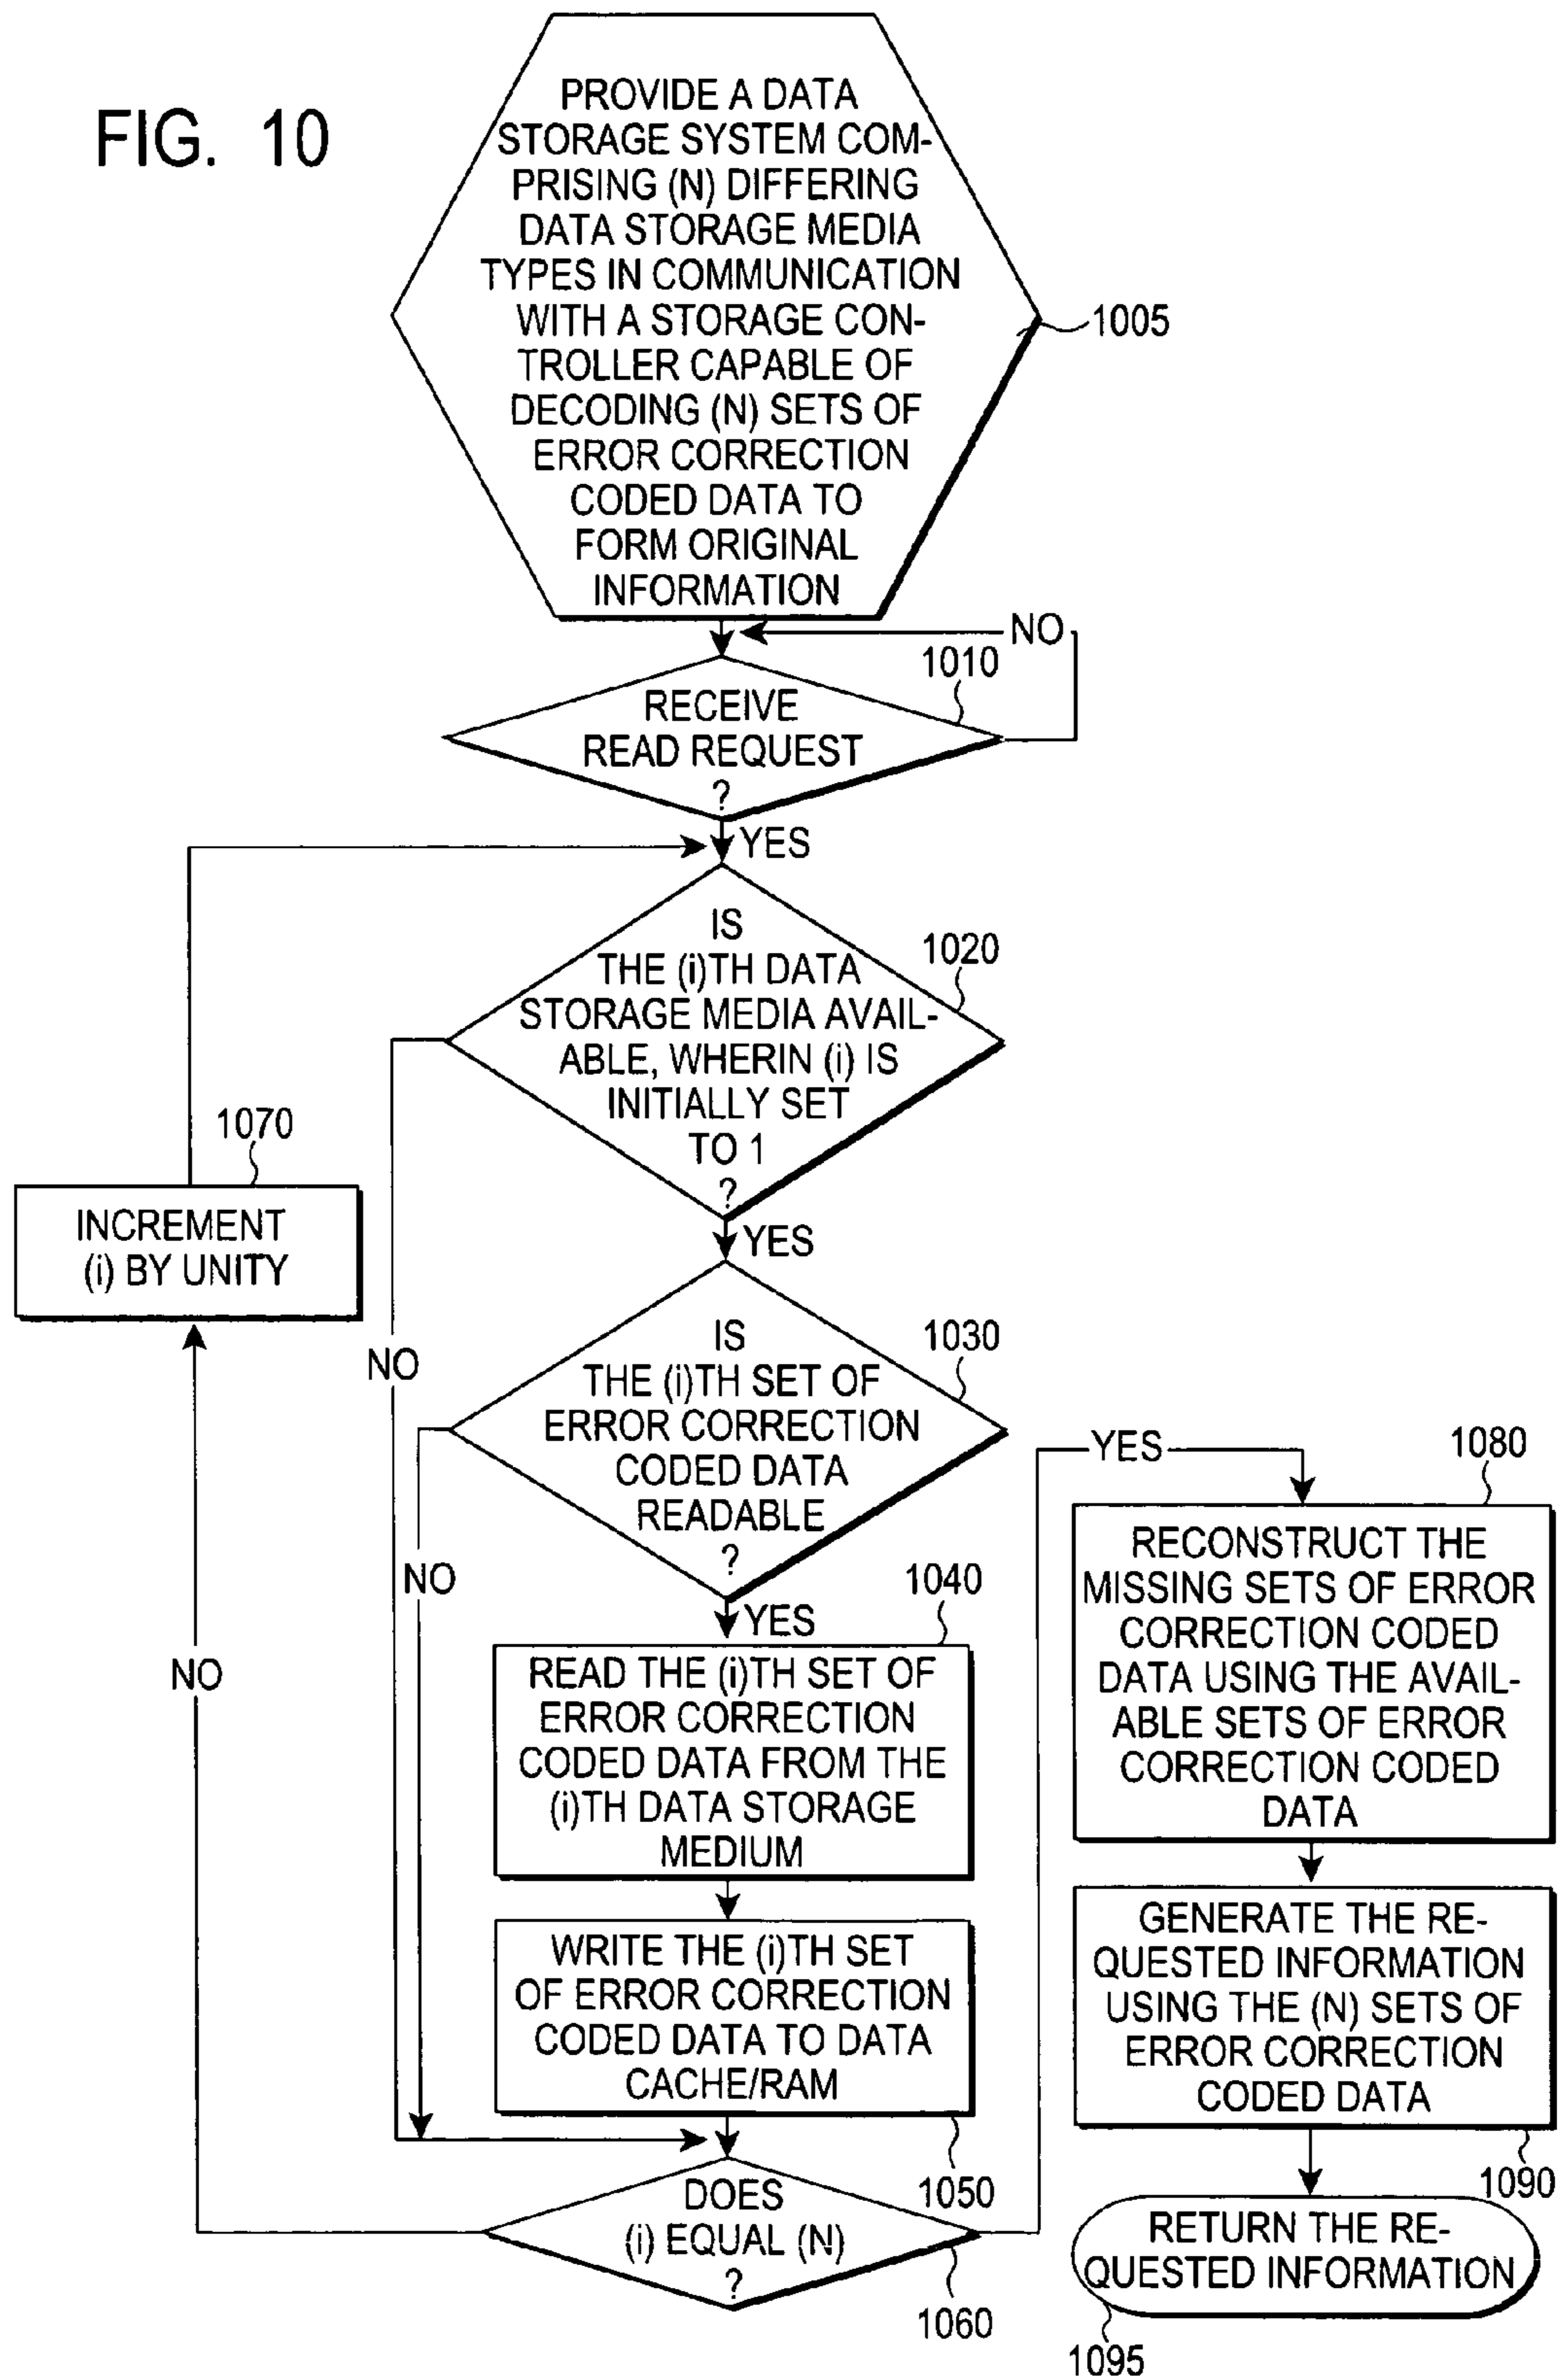 FIG. 10
PROVIDE A DATA
STORAGE SYSTEM COM-
PRISING (N) DIFFERING
DATA STORAGE MEDIA
TYPES IN COMMUNICATION
WITH A STORAGE CON-
TROLLER CAPABLE OF
DECODING (N) SETS OF
ERROR CORRECTION
CODED DATA TO
FORM ORIGINAL
INFORMATION
1005
NO
1010
RECEIVE
READ REQUEST
?
YES
IS
THE (i)TH DATA
STORAGE MEDIA AVAIL-
ABLE, WHERIN (i) IS
INITIALLY SET
TO 1
?
1020
YES
1070
INCREMENT
(i) BY UNITY
NO
IS
THE (i)TH SET OF
ERROR CORRECTION
CODED DATA
READABLE
?
1030
NO
YES
1040
READ THE (i)TH SET OF
ERROR CORRECTION
CODED DATA FROM THE
(i)TH DATA STORAGE
MEDIUM
WRITE THE (i)TH SET
OF ERROR CORRECTION
CODED DATA TO DATA
CACHE/RAM
1050
DOES
(i) EQUAL (N)
?
1060
NO
YES
1080
RECONSTRUCT THE
MISSING SETS OF ERROR
CORRECTION CODED
DATA USING THE AVAIL-
ABLE SETS OF ERROR
CORRECTION CODED
DATA
GENERATE THE RE-
QUESTED INFORMATION
USING THE (N) SETS OF
ERROR CORRECTION
CODED DATA
1090
RETURN THE RE-
QUESTED INFORMATION
1095